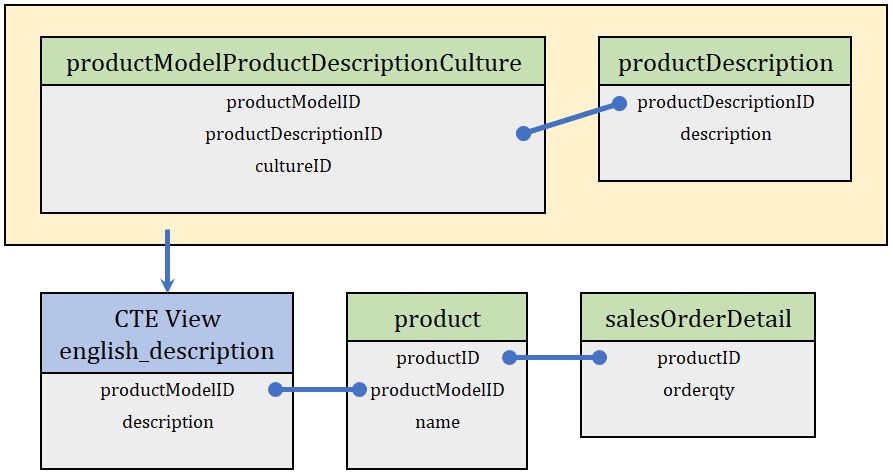 productModelProductDescriptionCulture
productModelID
productDescriptionID
cultureID
productDescription
productDescriptionID
description
CTE View
english_description
productModelID
description
product
productID
productModelID
name
salesOrderDetail
productID
orderqty